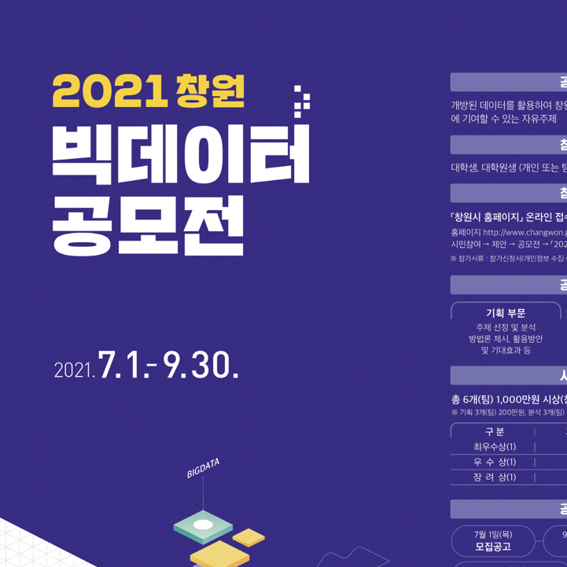 2021 창원
빅데이터
공모전
2021. 7.1.- 9.30.
BIGDATA
개방된 데이터를 활용하여
에 기여할 수 있는 자유주제
대학생, 대학원생 (개인 또는
「창원시 홈페이지」 온라인
홈페이지 http://www.changwon.g
시민참여 → 제안 → 공모전 → 「202
※ 참가서류 : 참가신청서(개인정보 수집
기획 부문
주제 선정 및 분석
방법론 제시, 활용방안
및 기대효과 등
총 6개(팀) 1,000만원 시상
※ 기획 3개(팀) 200만원, 분석 3개(팀)
구 분
최우수상(1)
우 수 상(1)
장 려 상(1)
7월 1일(목)
모집공고